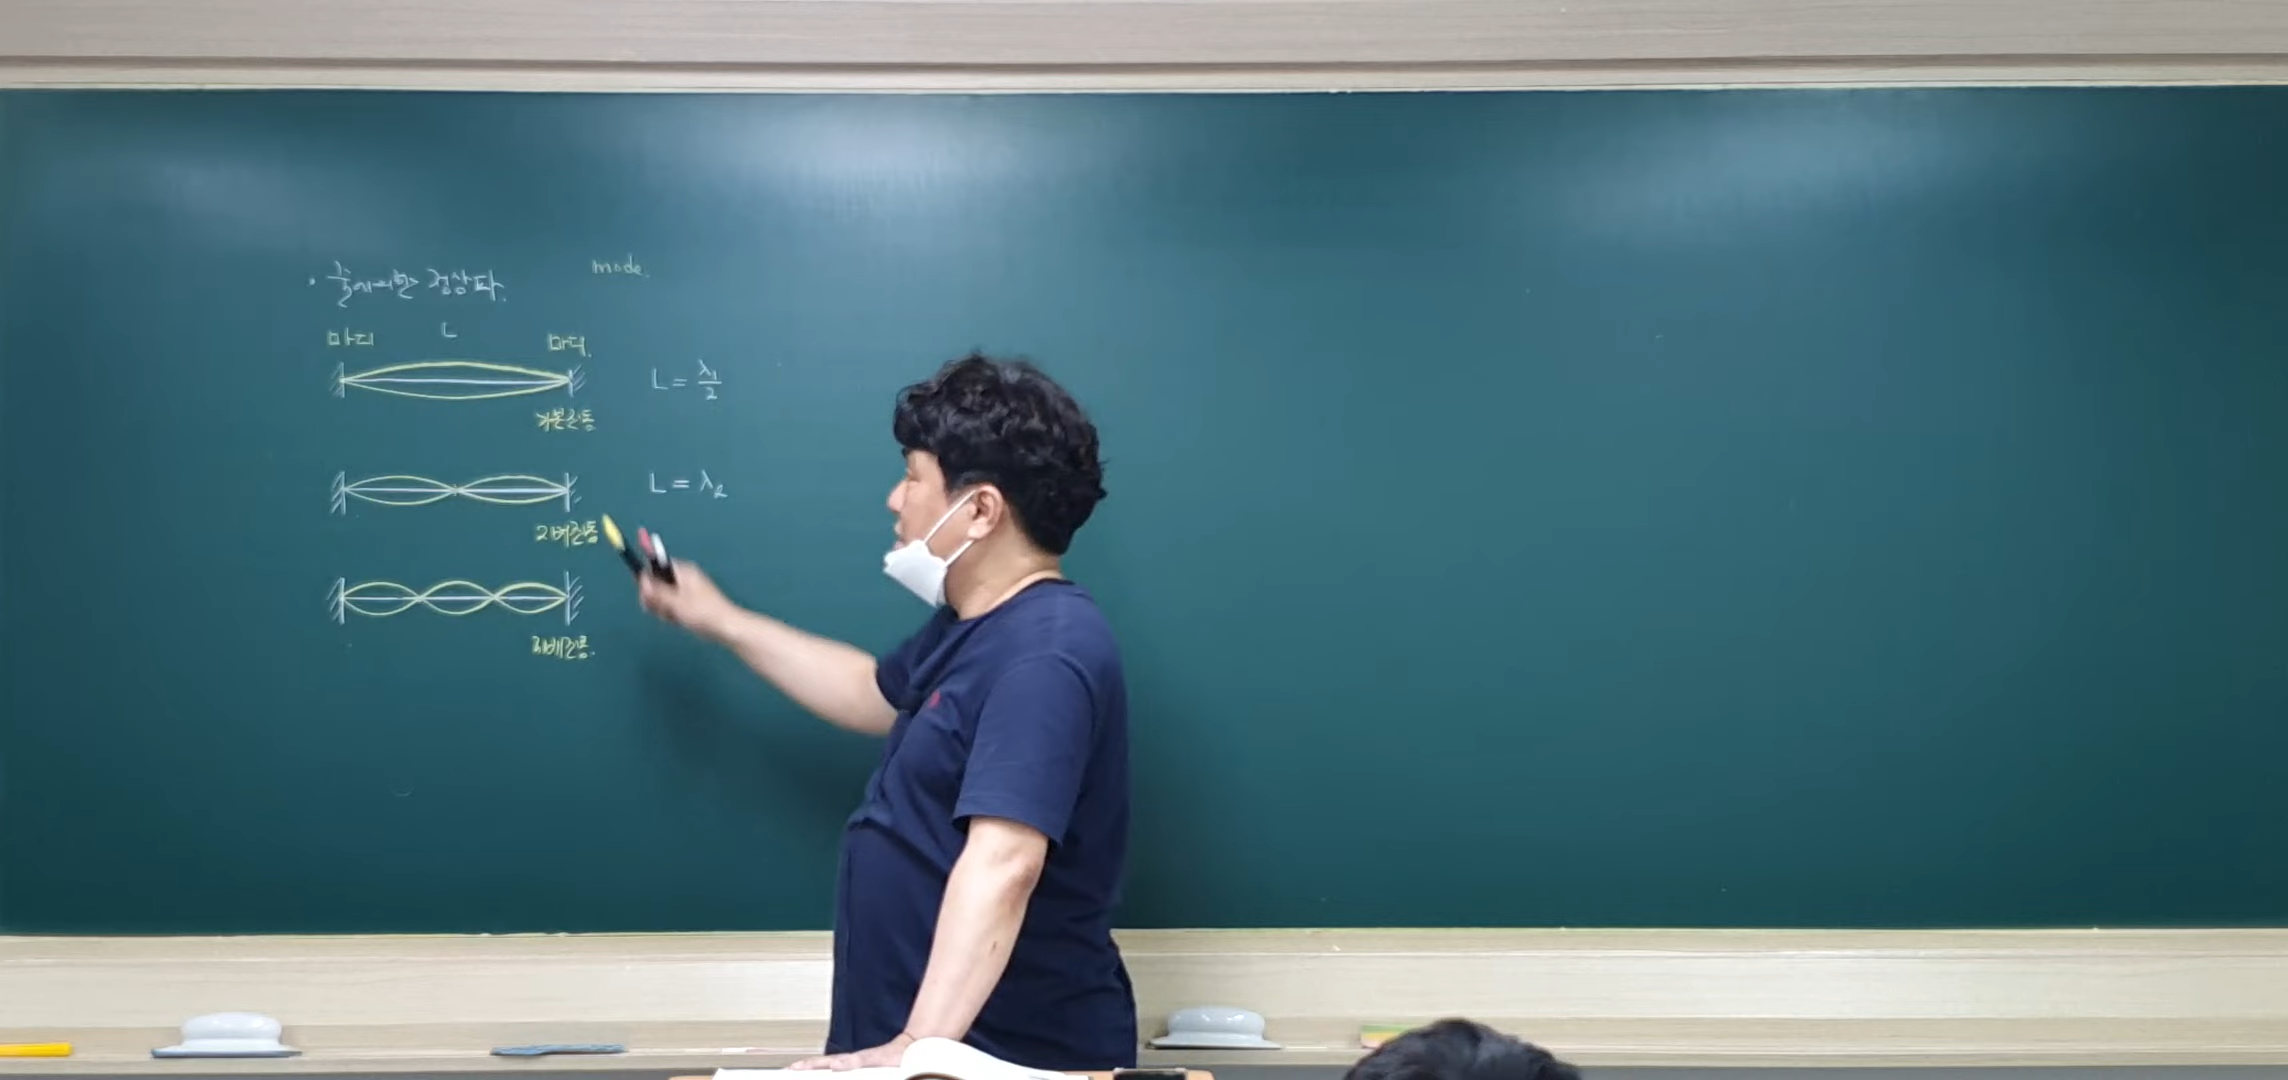 · 줄에 의한 정상파.
mode.
마디 L 마디.
L = λ₁/2
기본진동
L = λ₂
2배진동
3배진동.